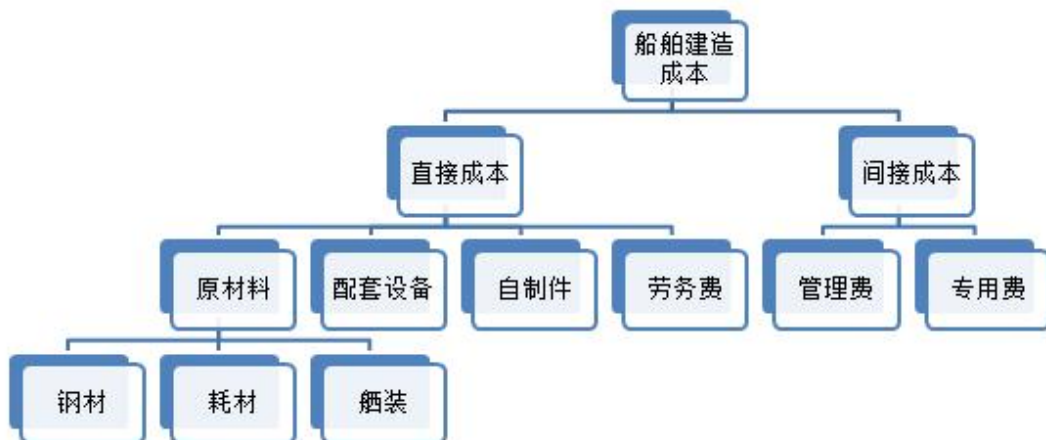 船舶建造
成本
直接成本
间接成本
原材料
配套设备
自制件
劳务费
管理费
专用费
钢材
耗材
舾装